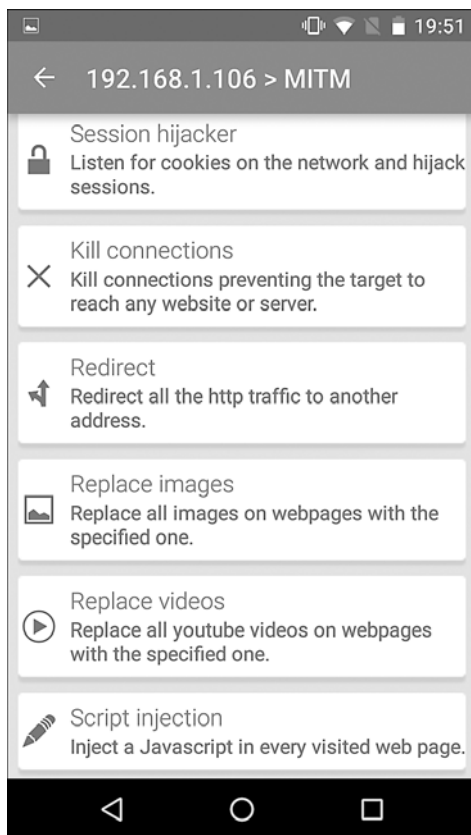 19:51
192.168.1.106 > MITM
Session hijacker
Listen for cookies on the network and hijack
sessions.
Kill connections
Kill connections preventing the target to
reach any website or server.
Redirect
Redirect all the http traffic to another
address.
Replace images
Replace all images on webpages with the
specified one.
Replace videos
Replace all youtube videos on webpages
with the specified one.
Script injection
Inject a Javascript in every visited web page.